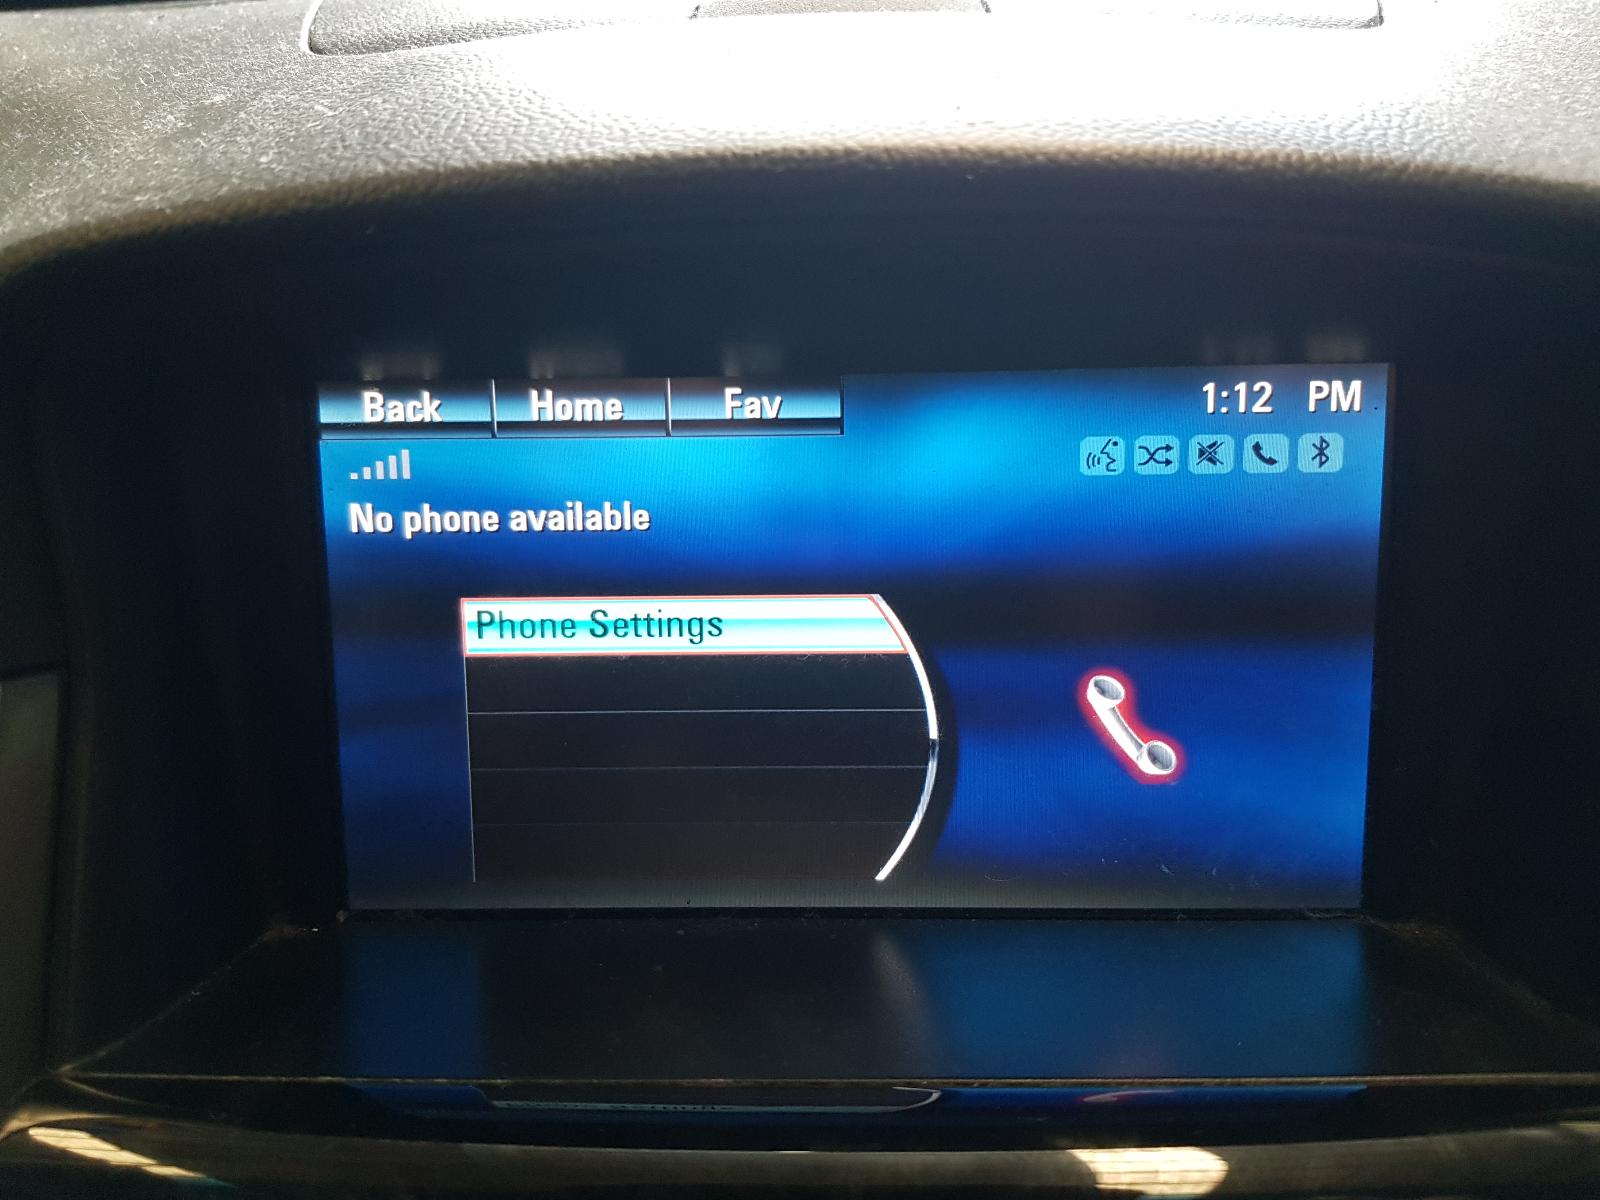 Back Home Fav 1:12 PM
No phone available
Phone Settings